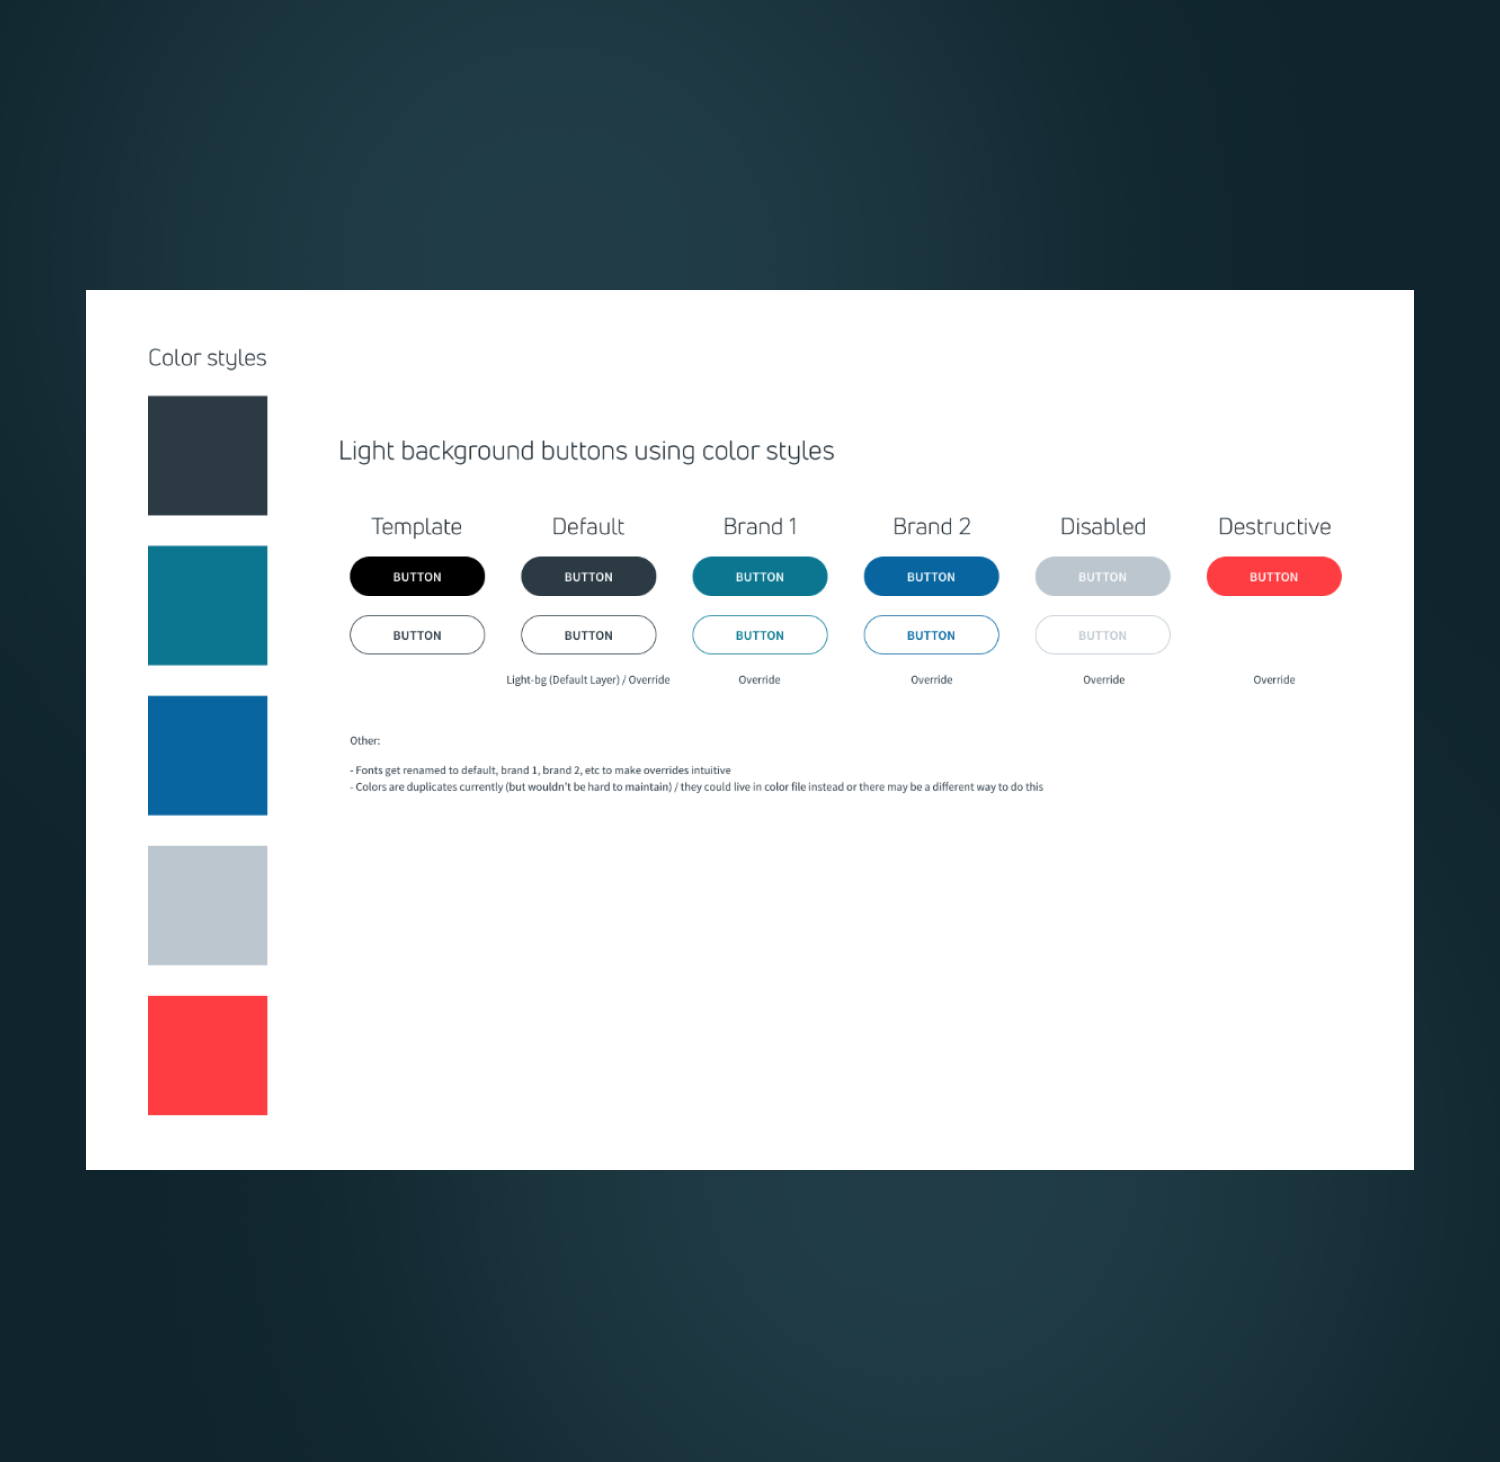 Color styles
Light background buttons using color styles
Template Default Brand 1 Brand 2 Disabled Destructive
BUTTON BUTTON BUTTON BUTTON BUTTON BUTTON
BUTTON BUTTON BUTTON BUTTON BUTTON
Light-bg (Default Layer) / Override Override Override Override Override
Other:
- Fonts get renamed to default, brand 1, brand 2, etc to make overrides intuitive
- Colors are duplicates currently (but wouldn't be hard to maintain) / they could live in color file instead or there may be a different way to do this